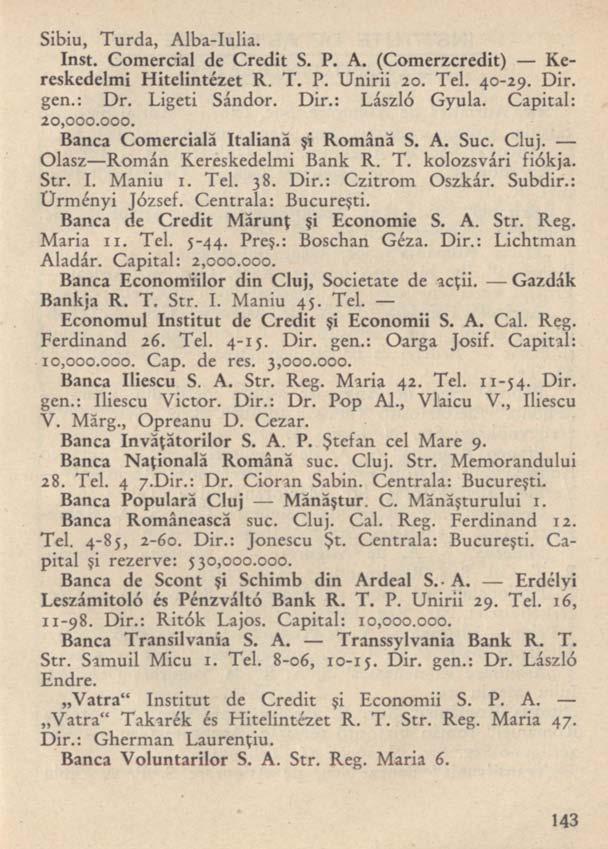 Sibiu, Turda, Alba-Iulia.
Inst. Comercial de Credit S. P. A. (Comerzcredit) — Ke-
reskedelmi Hitelintézet R. T. P. Unirii 20. Tel. 40-29. Dir.
gen.: Dr. Ligeti Sándor. Dir.: László Gyula. Capital:
20,000.000.
Banca Comercială Italiană și Română S. A. Suc. Cluj. —
Olasz—Román Kereskedelmi Bank R. T. kolozsvári fiókja.
Str. I. Maniu 1. Tel. 38. Dir.: Czitrom Oszkár. Subdir.:
Ürményi József. Centrala: București.
Banca de Credit Mărunț și Economie S. A. Str. Reg.
Maria 11. Tel. 5-44. Preș.: Boschan Géza. Dir.: Lichtman
Aladár. Capital: 2,000.000.
Banca Economiilor din Cluj, Societate de acții. — Gazdák
Bankja R. T. Str. I. Maniu 45. Tel. —
Economul Institut de Credit și Economii S. A. Cal. Reg.
Ferdinand 26. Tel. 4-15. Dir. gen.: Oarga Josif. Capital:
10,000.000. Cap. de res. 3,000.000.
Banca Iliescu S. A. Str. Reg. Maria 42. Tel. 11-54. Dir.
gen.: Iliescu Victor. Dir.: Dr. Pop Al., Vlaicu V., Iliescu
V. Mărg., Opreanu D. Cezar.
Banca Invățătorilor S. A. P. Ștefan cel Mare 9.
Banca Națională Română suc. Cluj. Str. Memorandului
28. Tel. 4 7.Dir.: Dr. Cioran Sabin. Centrala: București.
Banca Populară Cluj — Mănăștur. C. Mănășturului 1.
Banca Românească suc. Cluj. Cal. Reg. Ferdinand 12.
Tel. 4-85, 2-60. Dir.: Jonescu Șt. Centrala: București. Ca-
pital și rezerve: 530,000.000.
Banca de Scont și Schimb din Ardeal S. A. — Erdélyi
Leszámitoló és Pénzváltó Bank R. T. P. Unirii 29. Tel. 16,
11-98. Dir.: Ritók Lajos. Capital: 10,000.000.
Banca Transilvania S. A. — Transsylvania Bank R. T.
Str. Samuil Micu 1. Tel. 8-06, 10-15. Dir. gen.: Dr. László
Endre.
„Vatra“ Institut de Credit și Economii S. P. A. —
„Vatra“ Takarék és Hitelintézet R. T. Str. Reg. Maria 47.
Dir.: Gherman Laurențiu.
Banca Voluntarilor S. A. Str. Reg. Maria 6.
143